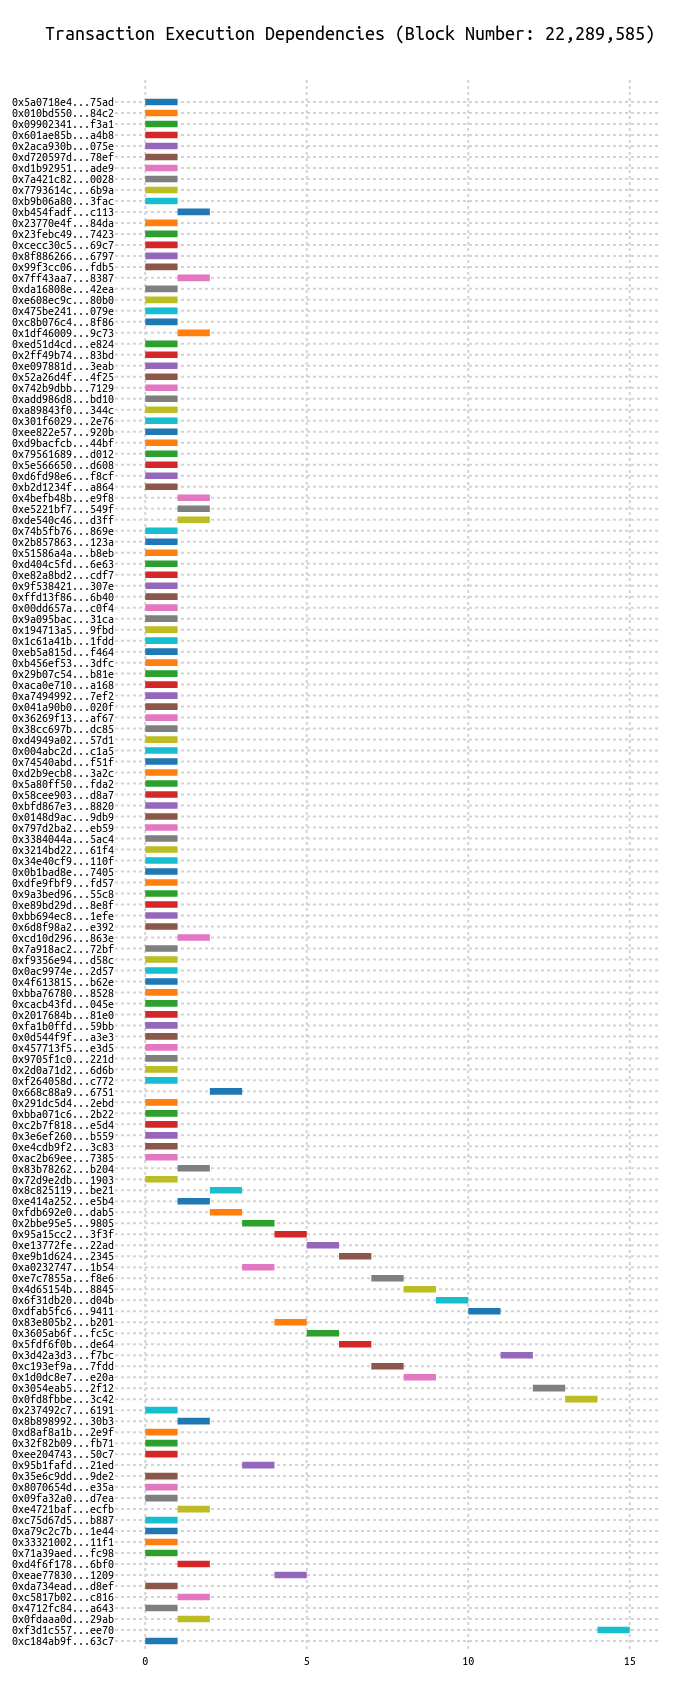 Transaction Execution Dependencies (Block Number: 22,289,585)
0x5a0718e4...75ad
0x010bd550...84c2
0x09902341...f3a1
0x601ae85b...a4b8
0x2aca930b...075e
0xd720597d...78ef
0xd1b92951...ade9
0x7a421c82...0028
0x7793614c...6b9a
0xb9b06a80...3fac
0xb454fadf...c113
0x23770e4f...84da
0x23febc49...7423
0xcecc30c5...69c7
0x8f886266...6797
0x99f3cc06...fdb5
0x7ff43aa7...8387
0xda16808e...42ea
0xe608ec9c...80b0
0x475be241...079e
0xc8b076c4...8f86
0x1df46009...9c73
0xed51d4cd...e824
0x2ff49b74...83bd
0xe097881d...3eab
0x52a26d4f...4f25
0x742b9dbb...7129
0xadd986d8...bd10
0xa89843f0...344c
0x301f6029...2e76
0xee822e57...920b
0xd9bacfcb...44bf
0x79561689...d012
0x5e566650...d608
0xd6fd98e6...f8cf
0xb2d1234f...a864
0x4befb48b...e9f8
0xe5221bf7...549f
0xde540c46...d3ff
0x74b5fb76...869e
0x2b857863...123a
0x51586a4a...b8eb
0xd404c5fd...6e63
0xe82a8bd2...cdf7
0x9f538421...307e
0xffd13f86...6b40
0x00dd657a...c0f4
0x9a095bac...31ca
0x194713a5...9fbd
0x1c61a41b...1fdd
0xeb5a815d...f464
0xb456ef53...3dfc
0x29b07c54...b81e
0xaca0e710...a168
0xa7494992...7ef2
0x041a90b0...020f
0x36269f13...af67
0x38cc697b...dc85
0xd4949a02...57d1
0x004abc2d...c1a5
0x74540abd...f51f
0xd2b9ecb8...3a2c
0x5a80ff50...fda2
0x58cee903...d8a7
0xbfd867e3...8820
0x0148d9ac...9db9
0x797d2ba2...eb59
0x3384044a...5ac4
0x3214bd22...61f4
0x34e40cf9...110f
0x0b1bad8e...7405
0xdfe9fbf9...fd57
0x9a3bed96...55c8
0xe89bd29d...8e8f
0xbb694ec8...1efe
0x6d8f98a2...e392
0xcd10d296...863e
0x7a918ac2...72bf
0xf9356e94...d58c
0x0ac9974e...2d57
0x4f613815...b62e
0xbba76780...8528
0xcacb43fd...045e
0x2017684b...81e0
0xfa1b0ffd...59bb
0x0d544f9f...a3e3
0x457713f5...e3d5
0x9705f1c0...221d
0x2d0a71d2...6d6b
0xf264058d...c772
0x668c88a9...6751
0x291dc5d4...2ebd
0xbba071c6...2b22
0xc2b7f818...e5d4
0x3e6ef260...b559
0xe4cdb9f2...3c83
0xac2b69ee...7385
0x83b78262...b204
0x72d9e2db...1903
0x8c825119...be21
0xe414a252...e5b4
0xfdb692e0...dab5
0x2bbe95e5...9805
0x95a15cc2...3f3f
0xe13772fe...22ad
0xe9b1d624...2345
0xa0232747...1b54
0xe7c7855a...f8e6
0x4d65154b...8845
0x6f31db20...d04b
0xdfab5fc6...9411
0x83e805b2...b201
0x3605ab6f...fc5c
0x5fdf6f0b...de64
0x3d42a3d3...f7bc
0xc193ef9a...7fdd
0x1d0dc8e7...e20a
0x3054eab5...2f12
0x0fd8fbbe...3c42
0x237492c7...6191
0x8b898992...30b3
0xd8af8a1b...2e9f
0x32f82b09...fb71
0xee204743...50c7
0x95b1fafd...21ed
0x35e6c9dd...9de2
0x8070654d...e35a
0x09fa32a0...d7ea
0xe4721baf...ecfb
0xc75d67d5...b887
0xa79c2c7b...1e44
0x33321002...11f1
0x71a39aed...fc98
0xd4f6f178...6bf0
0xeae77830...1209
0xda734ead...d8ef
0xc5817b02...c816
0x4712fc84...a643
0x0fdaaa0d...29ab
0xf3d1c557...ee70
0xc184ab9f...63c7
0 5 10 15